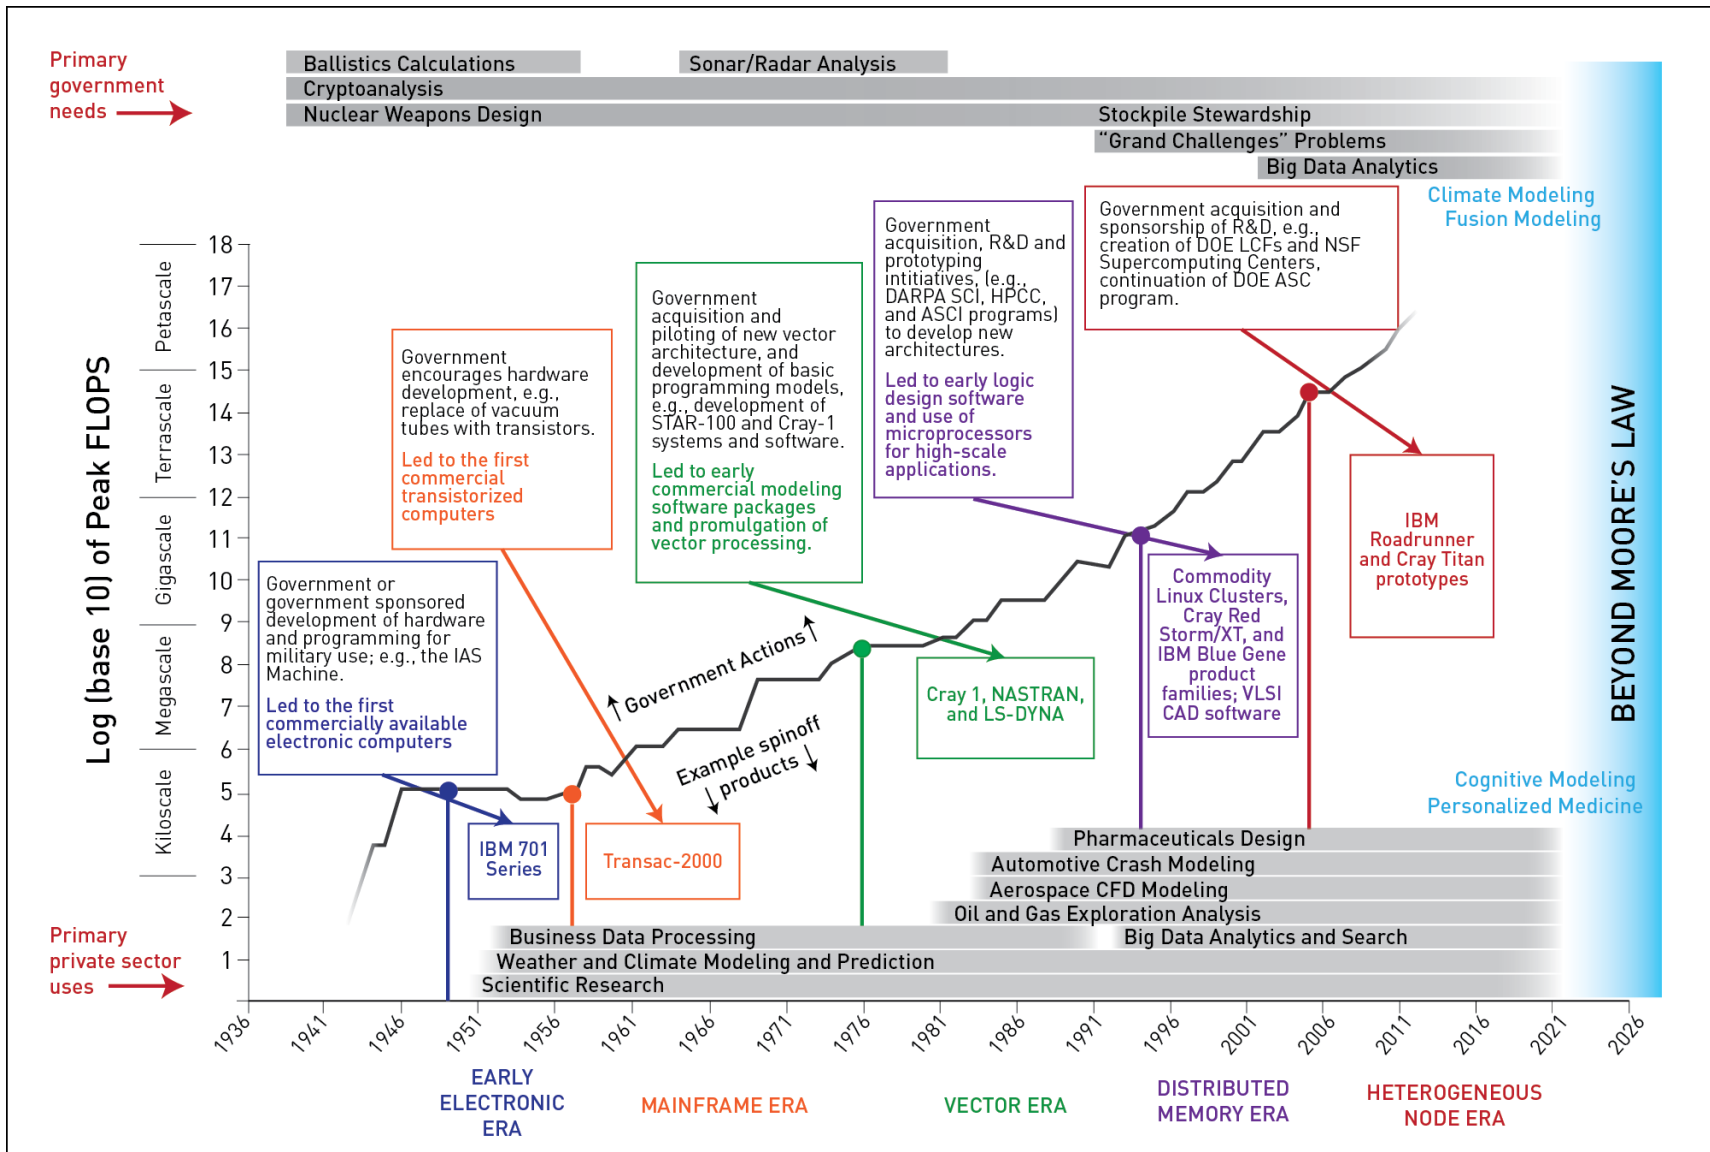 Primary
government
needs
Ballistics Calculations
Sonar/Radar Analysis
Cryptoanalysis
Nuclear Weapons Design
Stockpile Stewardship
“Grand Challenges” Problems
Big Data Analytics
Climate Modeling
Fusion Modeling
BEYOND MOORE’S LAW
Log (base 10) of Peak FLOPS
Petascale
Terrascale
Gigascale
Megascale
Kiloscale
18
17
16
15
14
13
12
11
10
9
8
7
6
5
4
3
2
1
Government or
government sponsored
development of hardware
and programming for
military use; e.g., the IAS
Machine.
Led to the first
commercially available
electronic computers
IBM 701
Series
Government
encourages hardware
development, e.g.,
replace of vacuum
tubes with transistors.
Led to the first
commercial
transistorized
computers
Transac-2000
Government
acquisition and
piloting of new vector
architecture, and
development of basic
programming models,
e.g., development of
STAR-100 and Cray-1
systems and software.
Led to early
commercial modeling
software packages
and promulgation of
vector processing.
Cray 1, NASTRAN,
and LS-DYNA
Government
acquisition, R&D and
prototyping
intitiatives, (e.g.,
DARPA SCI, HPCC,
and ASCI programs)
to develop new
architectures.
Led to early logic
design software
and use of
microprocessors
for high-scale
applications.
Commodity
Linux Clusters,
Cray Red
Storm/XT, and
IBM Blue Gene
product
families; VLSI
CAD software
Government acquisition and
sponsorship of R&D, e.g.,
creation of DOE LCFs and NSF
Supercomputing Centers,
continuation of DOE ASC
program.
IBM
Roadrunner
and Cray Titan
prototypes
Government Actions
Example spinoff
products
Cognitive Modeling
Personalized Medicine
Pharmaceuticals Design
Automotive Crash Modeling
Aerospace CFD Modeling
Oil and Gas Exploration Analysis
Primary
private sector
uses
Business Data Processing
Big Data Analytics and Search
Weather and Climate Modeling and Prediction
Scientific Research
1936
1941
1946
1951
1956
1961
1966
1971
1976
1981
1986
1991
1996
2001
2006
2011
2016
2021
2026
EARLY
ELECTRONIC
ERA
MAINFRAME ERA
VECTOR ERA
DISTRIBUTED
MEMORY ERA
HETEROGENEOUS
NODE ERA